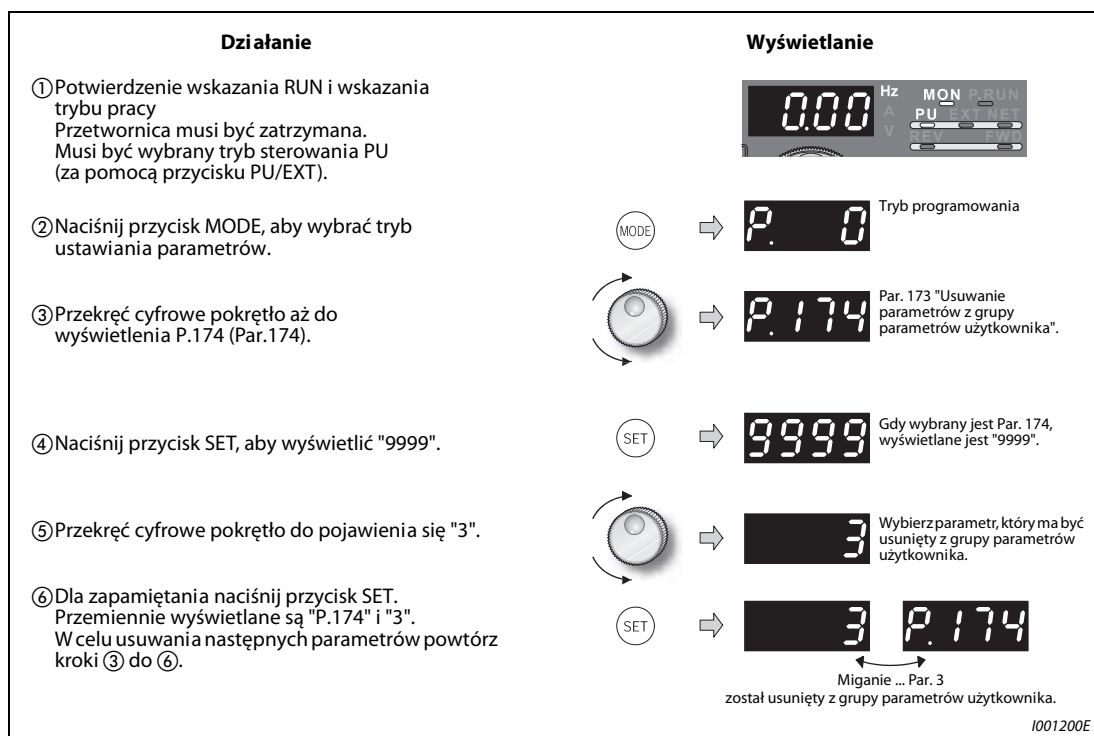 Działanie
Wyświetlanie
①Potwierdzenie wskazania RUN i wskazania
trybu pracy
Przetwornica musi być zatrzymana.
Musi być wybrany tryb sterowania PU
(za pomocą przycisku PU/EXT).
0.00
Hz
A
V
MON P.RUN
PU EXT NET
REV FWD
②Naciśnij przycisk MODE, aby wybrać tryb
ustawiania parametrów.
MODE
P. 0
Tryb programowania
③Przekręć cyfrowe pokrętło aż do
wyświetlenia P.174 (Par.174).
P.174
Par. 173 "Usuwanie
parametrów z grupy
parametrów użytkownika".
④Naciśnij przycisk SET, aby wyświetlić "9999".
SET
9999
Gdy wybrany jest Par. 174,
wyświetlane jest "9999".
⑤Przekręć cyfrowe pokrętło do pojawienia się "3".
3
Wybierz parametr, który ma być
usunięty z grupy parametrów
użytkownika.
⑥Dla zapamiętania naciśnij przycisk SET.
Przemiennie wyświetlane są "P.174" i "3".
W celu usuwania następnych parametrów powtórz
kroki ③ do ⑥.
SET
3
P.174
Miganie ... Par. 3
został usunięty z grupy parametrów użytkownika.
I001200E